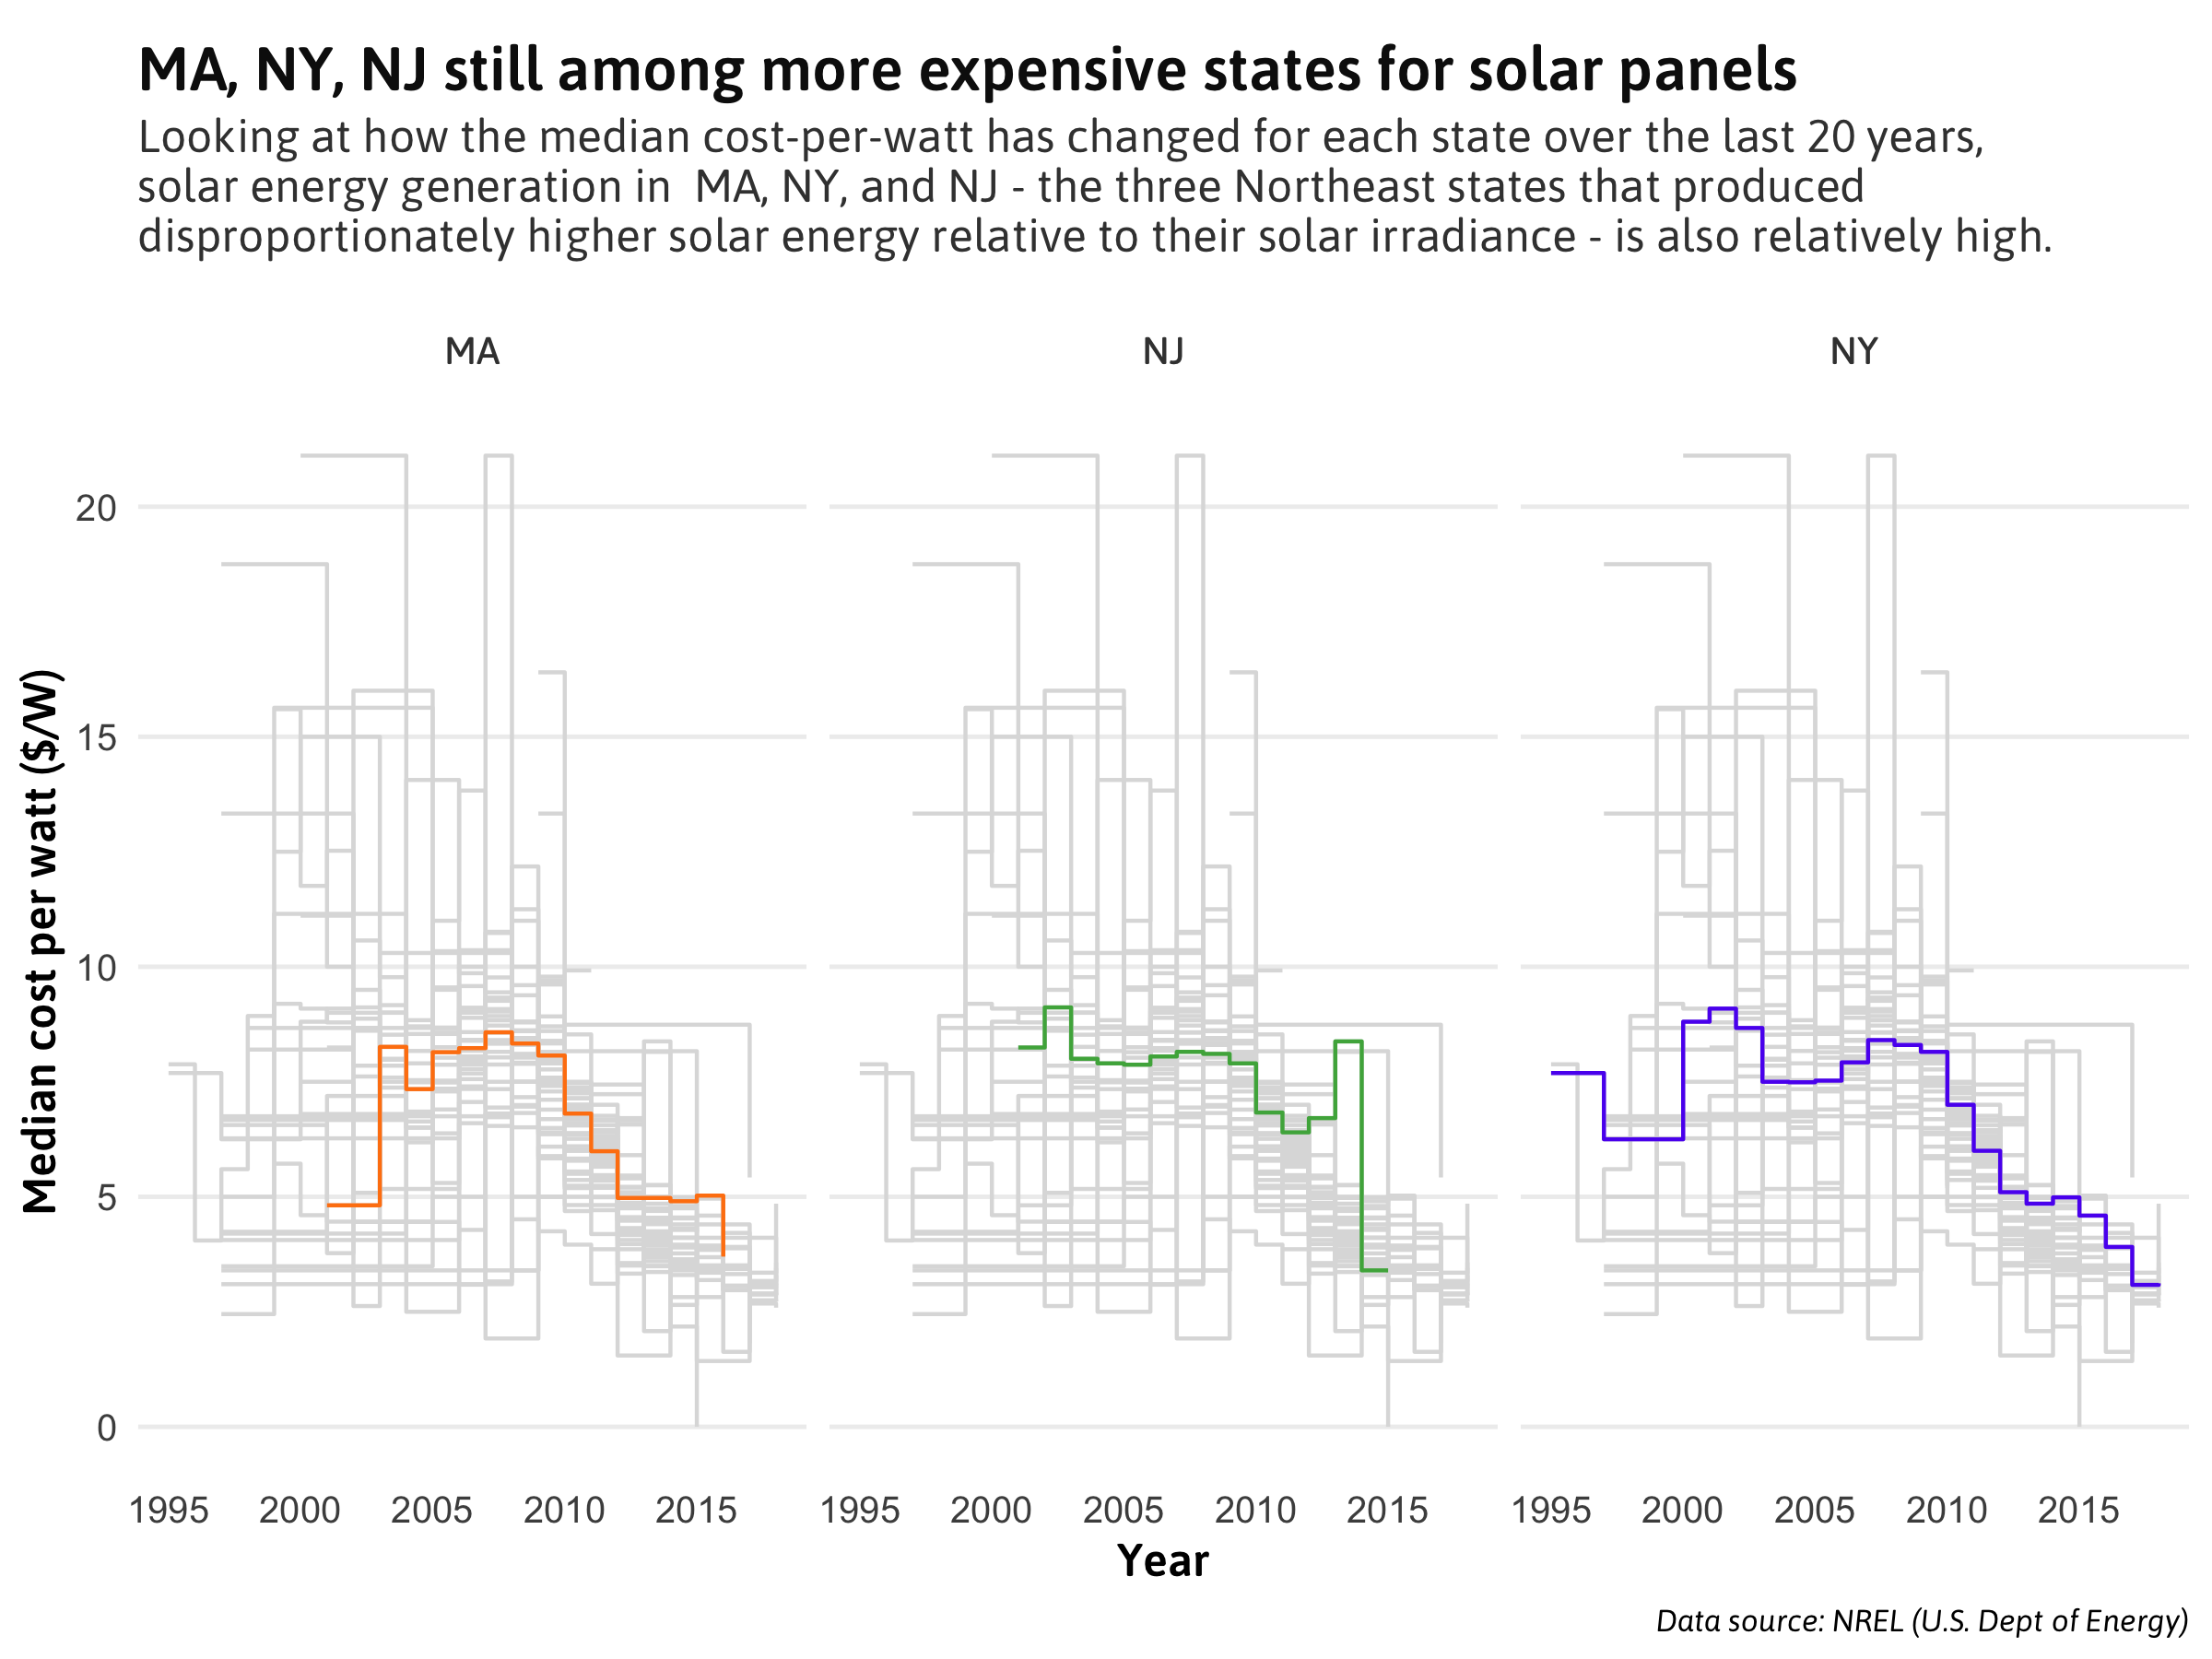 MA, NY, NJ still among more expensive states for solar panels
Looking at how the median cost-per-watt has changed for each state over the last 20 years,
solar energy generation in  MA, NY, and NJ - the three Northeast states that produced
disproportionately higher solar energy relative to their solar irradiance - is also relatively high.
MA
NJ
NY
Median cost per watt ($/W)
20
15
10
5
0
1995 2000 2005 2010 2015
1995 2000 2005 2010 2015
1995 2000 2005 2010 2015
Year
Data source: NREL (U.S. Dept of Energy)